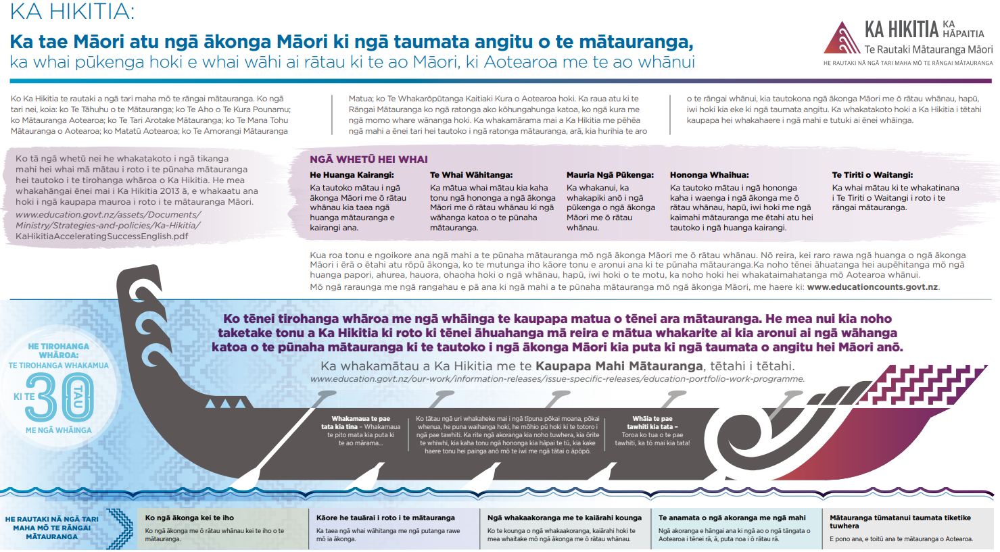 KA HIKITIA:
Ka tae Māori atu ngā ākonga Māori ki ngā taumata angitu o te mātauranga,
ka whai pūkenga hoki e whai wāhi ai rātau ki te ao Māori, ki Aotearoa me te ao whānui
KA HIKITIA KA HĀPAITIA
Te Rautaki Mātauranga Māori
HE RAUTAKI NĀ NGĀ TARI MAHA MŌ TE RĀNGAI MĀTAURANGA
Ko Ka Hikitia te rautaki a ngā tari maha mō te rāngai mātauranga. Ko ngā
tari nei, koia: ko Te Tāhuhu o te Mātauranga; ko Te Aho o Te Kura Pounamu;
ko Mātauranga Aotearoa; ko Te Tari Arotake Mātauranga; ko Te Mana Tohu
Mātauranga o Aotearoa; ko Matatū Aotearoa; ko Te Amorangi Mātauranga
Matua; ko Te Whakarōpūtanga Kaitiaki Kura o Aotearoa hoki. Ka raua atu ki te
Rāngai Mātauranga ko ngā ratonga ako kōhungahunga katoa, ko ngā kura me
ngā momo whare wānanga hoki. Ka whakamārama mai a Ka Hikitia me pēhēa
ngā mahi a ēnei tari hei tautoko i ngā ratonga mātauranga, arā, kia hurihia te aro
o te rāngai whānui, kia tautokona ngā ākonga Māori me ō rātau whānau, hapū,
iwi hoki kia eke ki ngā taumata angitu. Ka whakatakoto hoki a Ka Hikitia i tētahi
kaupapa hei whakahaere i ngā mahi e tutuki ai ēnei whāinga.
Ko tā ngā whetū nei he whakatakoto i ngā tikanga
mahi hei whai mā mātau i roto i te pūnaha mātauranga
hei tautoko i te tirohanga whāroa o Ka Hikitia. He mea
whakahāngai ēnei mai i Ka Hikitia 2013 ā, e whakaatu ana
hoki i ngā kaupapa mauroa i roto i te mātauranga Māori.
www.education.govt.nz/assets/Documents/
Ministry/Strategies-and-policies/Ka-Hikitia/
KaHikitiaAcceleratingSuccessEnglish.pdf
NGĀ WHETŪ HEI WHAI
He Huanga Kairangi:
Ka tautoko mātau i ngā
ākonga Māori me ō rātau
whānau kia taea ngā
huanga mātauranga e
kairangi ana.
Te Whai Wāhitanga:
Ka mātua whai mātau kia kaha
tonu ngā hononga a ngā ākonga
Māori me ō rātau whānau ki ngā
wāhanga katoa o te pūnaha
mātauranga.
Mauria Ngā Pūkenga:
Ka whakanui, ka
whakapiki anō i ngā
pūkenga o ngā ākonga
Māori me ō rātau
whānau.
Hononga Whaihua:
Ka tautoko mātau i ngā hononga
kaha i waenga i ngā ākonga me ō
rātau whānau, hapū, iwi hoki me ngā
kaimahi mātauranga me ētahi atu hei
tautoko i ngā huanga kairangi.
Te Tiriti o Waitangi:
Ka whai mātau ki te whakatinana
i Te Tiriti o Waitangi i roto i te
rāngai mātauranga.
Kua roa tonu e ngoikore ana ngā mahi a te pūnaha mātauranga mō ngā ākonga Māori me ō rātau whānau. Nō reira, kei raro rawa ngā huanga o ngā ākonga
Māori i ērā o ētahi atu rōpū ākonga, ko te mutunga iho kāore tonu e aronui ana ki te pūnaha mātauranga.Ka noho tēnei āhuatanga hei aupēhitanga mō ngā
huanga papori, ahurea, hauora, ohaoha hoki o ngā whānau, hapū, iwi hoki o te motu, ka noho hoki hei whakataimahatanga mō Aotearoa whānui.
Mō ngā raraunga me ngā rangahau e pā ana ki ngā mahi a te pūnaha mātauranga mō ngā ākonga Māori, me haere ki: www.educationcounts.govt.nz.
Ko tēnei tirohanga whāroa me ngā whāinga te kaupapa matua o tēnei ara mātauranga. He mea nui kia noho
taketake tonu a Ka Hikitia ki roto ki tēnei āhuahanga mā reira e mātua whakarite ai kia aronui ai ngā wāhanga
katoa o te pūnaha mātauranga ki te tautoko i ngā ākonga Māori kia puta ki ngā taumata o angitu hei Māori anō.
Ka whakamātau a Ka Hikitia me te Kaupapa Mahi Mātauranga, tētahi i tētahi.
www.education.govt.nz/our-work/information-releases/issue-specific-releases/education-portfolio-work-programme.
HE TIROHANGA
WHĀROA:
TE TIROHANGA WHAKAMUA
KI TE 30 TAU
ME NGĀ WHĀINGA
Whakamaua te pae
tata kia tina – Whakamaua
te pito mata kia puta ki
te ao mārama...
Ko tātau ngā uri whakaheke mai i ngā tīpuna pōkai moana, pōkai
whenua, he puna waihanga hoki, he mōhio pū hoki ki te totoro i
ngā pae tawhiti. Ka rite ngā akoranga kia noho tuwhera, kia ōrite
te whiwhi, kia kaha tonu ngā hononga kia hāpai te tū, kia kake
haere tonu hei painga anō mō te iwi me ngā tātai o āpōpō.
Whāia te pae
tawhiti kia tata –
Toroa ko tua o te pae
tawhiti, ka tō mai kia tata!
HE RAUTAKI NĀ NGĀ TARI
MAHA MŌ TE RĀNGAI
MĀTAURANGA
Ko ngā ākonga kei te iho
Ko ngā ākonga me ō rātau whānau kei te iho o te
mātauranga.
Kāore he tauārai i roto i te mātauranga
Ka taea ngā whai wāhitanga me ngā putanga rawe
mō ia ākonga.
Ngā whakaakoranga me te kaiārahi kounga
Ko te kounga o ngā whakaakoranga, kaiārahi hoki te
mea whaitake mō ngā ākonga me ō rātau whānau.
Te anamata o ngā akoranga me ngā mahi
Ngā akoranga e hāngai ana ki ngā ao o ngā tāngata o
Aotearoa i tēnei rā, ā, puta noa i ō rātau rā.
Mātauranga tūmatanui taumata tiketike
tuwhera
E pono ana, e toitū ana te mātauranga o Aotearoa.